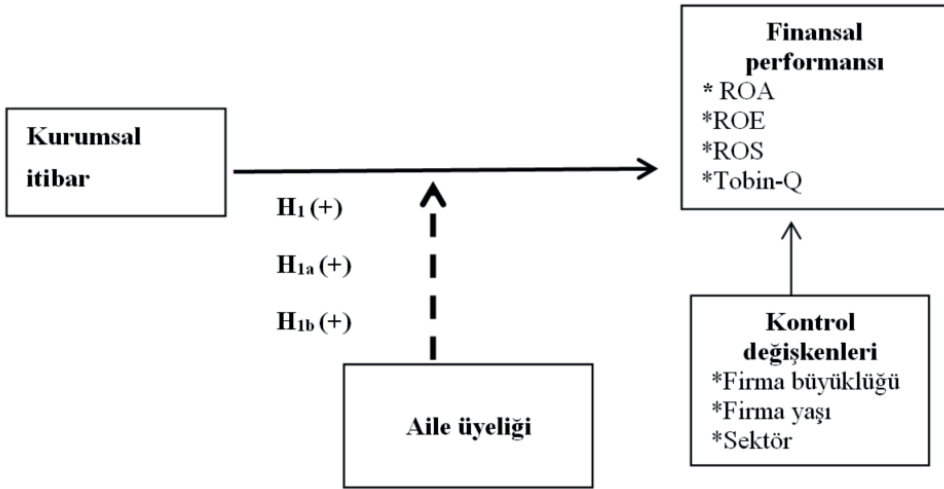 Kurumsal
itibar
H1 (+)
H1a (+)
H1b (+)
Aile üyeliği
Finansal
performansı
* ROA
*ROE
*ROS
*Tobin-Q
Kontrol
değişkenleri
*Firma büyüklüğü
*Firma yaşı
*Sektör